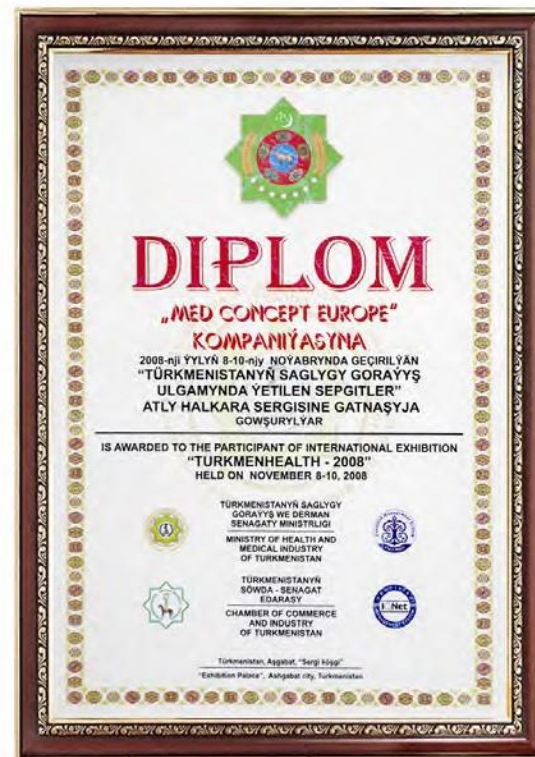 DIPLOM
„MED CONCEPT EUROPE“
KOMPANIÝASYNA
2008-nji ÝYLYŇ 8-10-njy NOÝABRYNDA GEÇIRILÝÄN
“TÜRKMENISTANYŇ SAGLYGY GORAÝYŞ
ULGAMYNDA ÝETILEN SEPGITLER”
ATLY HALKARA SERGISINE GATNAŞYJA
GOWŞURYLÝAR
IS AWARDED TO THE PARTICIPANT OF INTERNATIONAL EXHIBITION
“TURKMENHEALTH - 2008”
HELD ON NOVEMBER 8-10, 2008
TÜRKMENISTANYŇ SAGLYGY
GORAÝYŞ WE DERMAN
SENAGATY MINISTRLIGI
MINISTRY OF HEALTH AND
MEDICAL INDUSTRY
OF TURKMENISTAN
TÜRKMENISTANYŇ
SÖWDA - SENAGAT
EDARASY
CHAMBER OF COMMERCE
AND INDUSTRY
OF TURKMENISTAN
Türkmenistan, Aşgabat, “Sergi köşgi”
“Exhibition Palace”, Ashgabat city, Turkmenistan